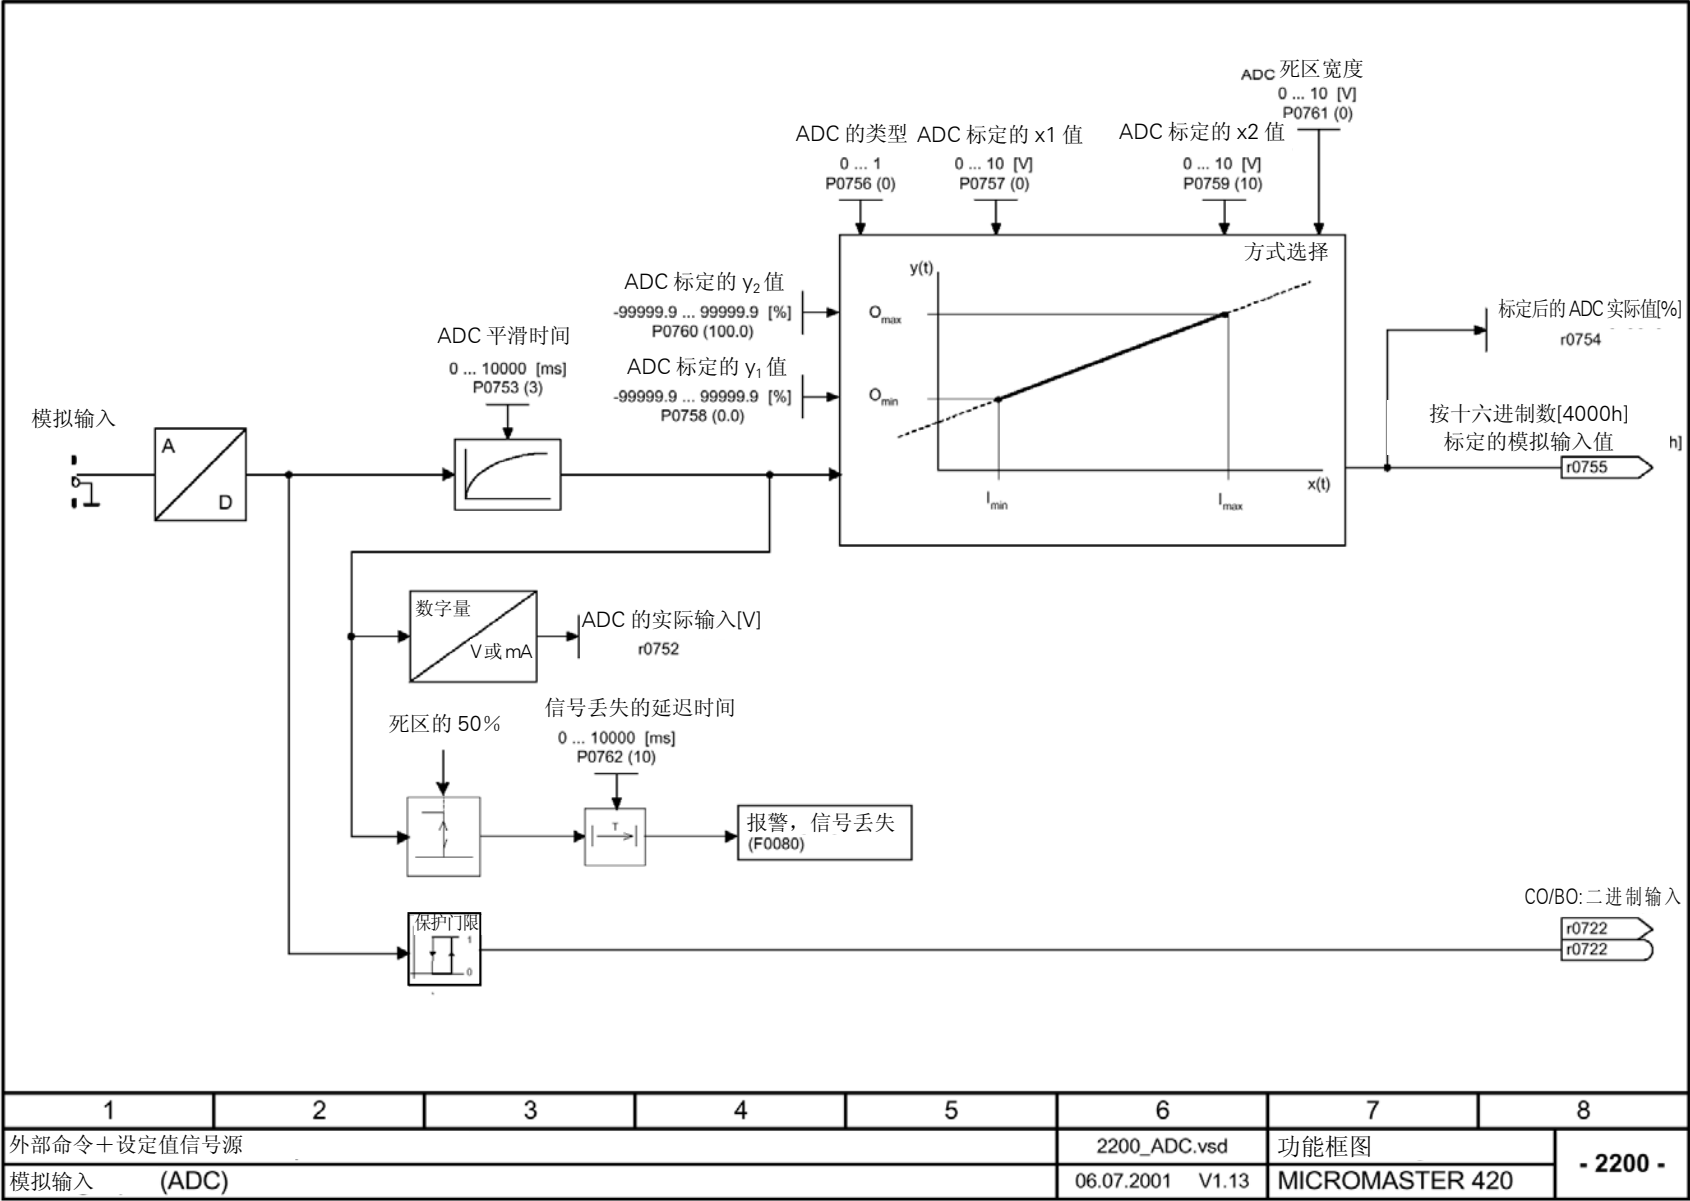 ADC 死区宽度
0 ... 10 [V]
P0761 (0)
ADC 的类型
0 ... 1
P0756 (0)
ADC 标定的 x1 值
0 ... 10 [V]
P0757 (0)
ADC 标定的 x2 值
0 ... 10 [V]
P0759 (10)
方式选择
y(t)
Omax
Omin
Imin
Imax
x(t)
ADC 标定的 y₂ 值
-99999.9 ... 99999.9 [%]
P0760 (100.0)
ADC 标定的 y₁ 值
-99999.9 ... 99999.9 [%]
P0758 (0.0)
ADC 平滑时间
0 ... 10000 [ms]
P0753 (3)
模拟输入
A
D
标定后的 ADC 实际值[%]
r0754
按十六进制数[4000h]
标定的模拟输入值
h]
r0755
数字量
V或mA
ADC 的实际输入[V]
r0752
死区的 50%
信号丢失的延迟时间
0 ... 10000 [ms]
P0762 (10)
T
报警，信号丢失
(F0080)
保护门限
1
0
CO/BO:二进制输入
r0722
r0722
1 2 3 4 5 6 7 8
外部命令＋设定值信号源
2200_ADC.vsd
功能框图
- 2200 -
模拟输入 (ADC)
06.07.2001 V1.13
MICROMASTER 420